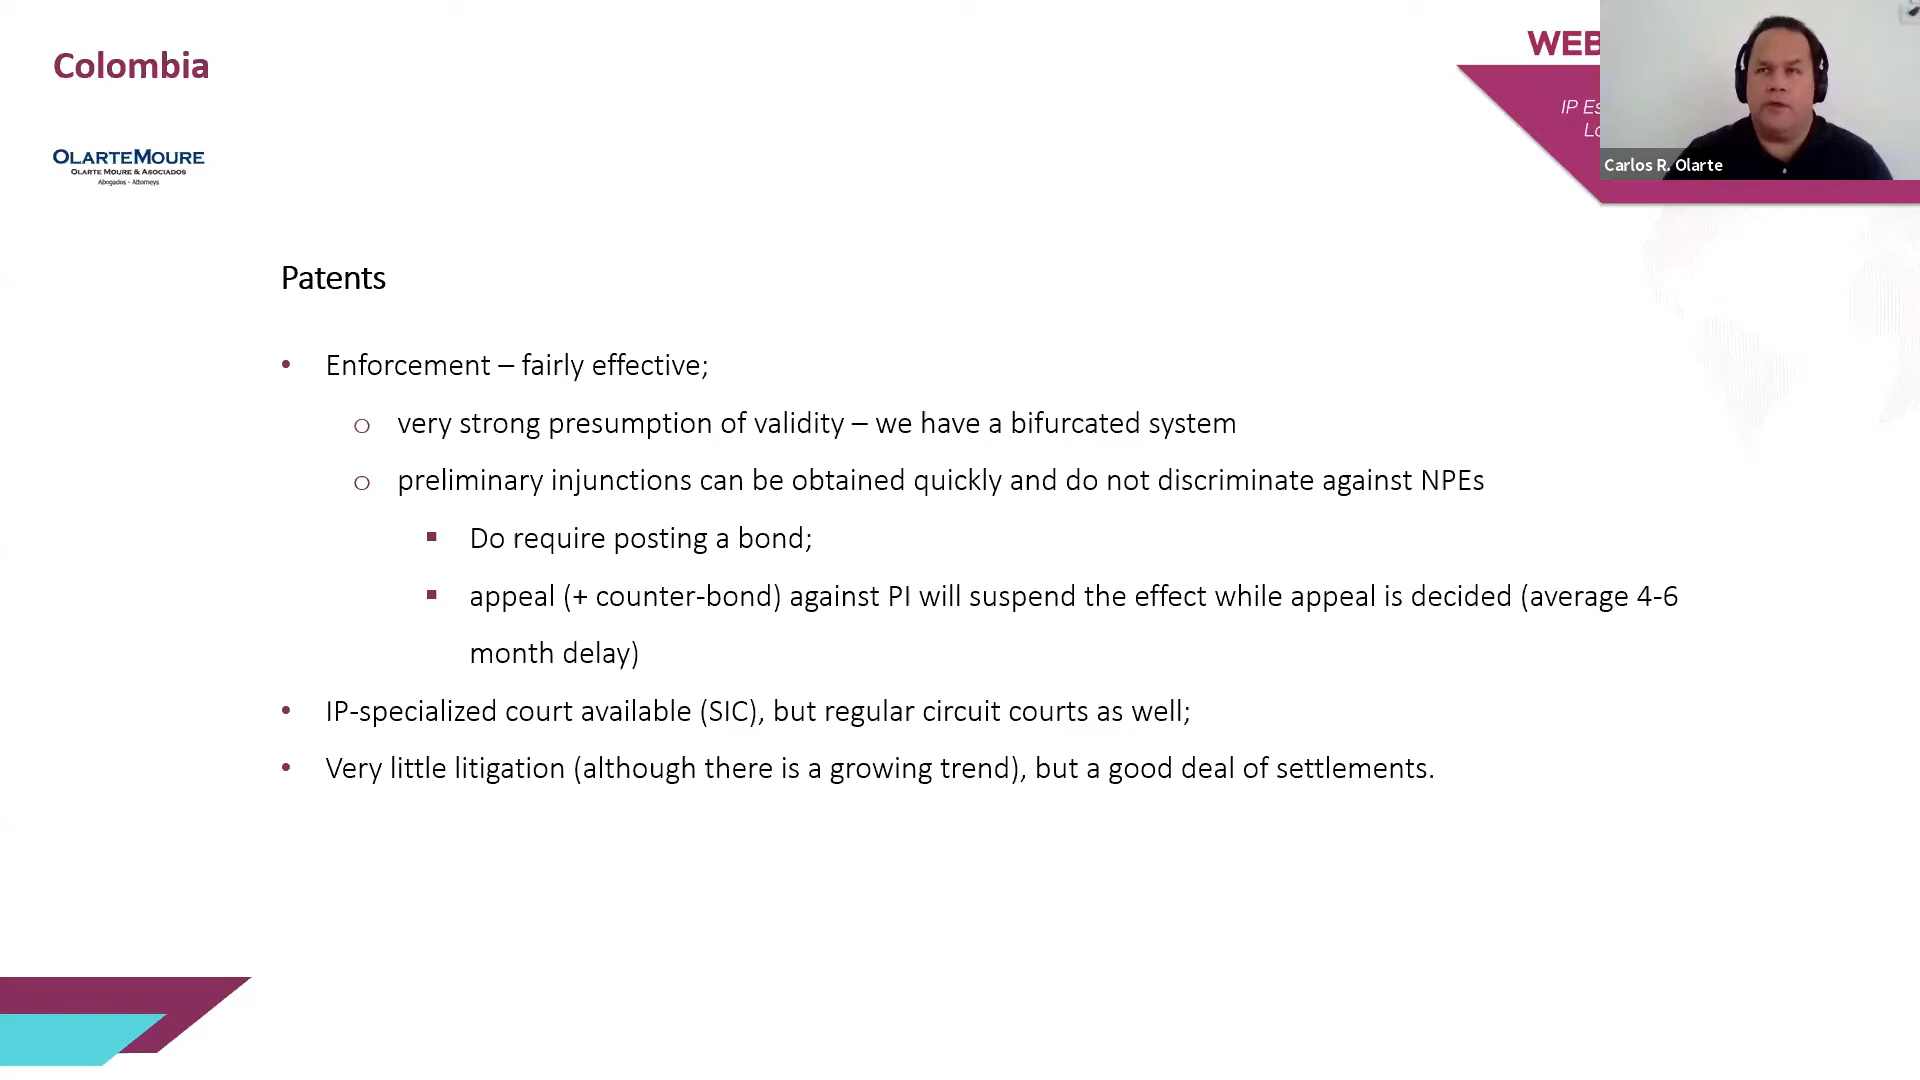 Colombia
WEB
IP Es
La
Carlos R. Olarte
OLARTEMOURE
OLARTE MOURE & ASOCIADOS
Abogados - Attorneys
Patents
• Enforcement – fairly effective;
o very strong presumption of validity – we have a bifurcated system
o preliminary injunctions can be obtained quickly and do not discriminate against NPEs
▪ Do require posting a bond;
▪ appeal (+ counter-bond) against PI will suspend the effect while appeal is decided (average 4-6
month delay)
• IP-specialized court available (SIC), but regular circuit courts as well;
• Very little litigation (although there is a growing trend), but a good deal of settlements.